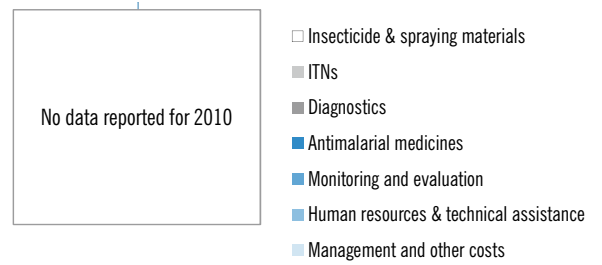 No data reported for 2010
Insecticide & spraying materials
ITNs
Diagnostics
Antimalarial medicines
Monitoring and evaluation
Human resources & technical assistance
Management and other costs